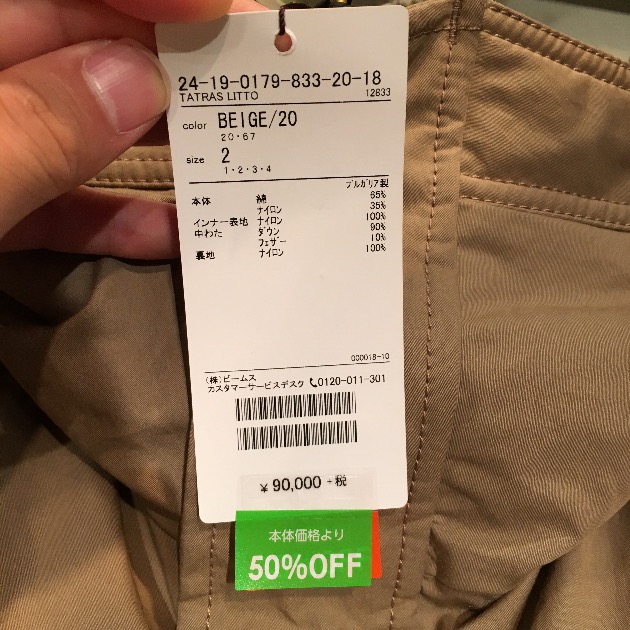 24-19-0179-833-20-18
TATRAS LITTO 12833
color BEIGE/20
20・67
size 2
1・2・3・4
ブルガリア製
本体 綿 65%
ナイロン 35%
インナー表地 ナイロン 100%
中わた ダウン 90%
フェザー 10%
裏地 ナイロン 100%
000018-10
(株)ビームス
カスタマーサービスデスク 0120-011-301
¥90,000 +税
本体価格より
50%OFF